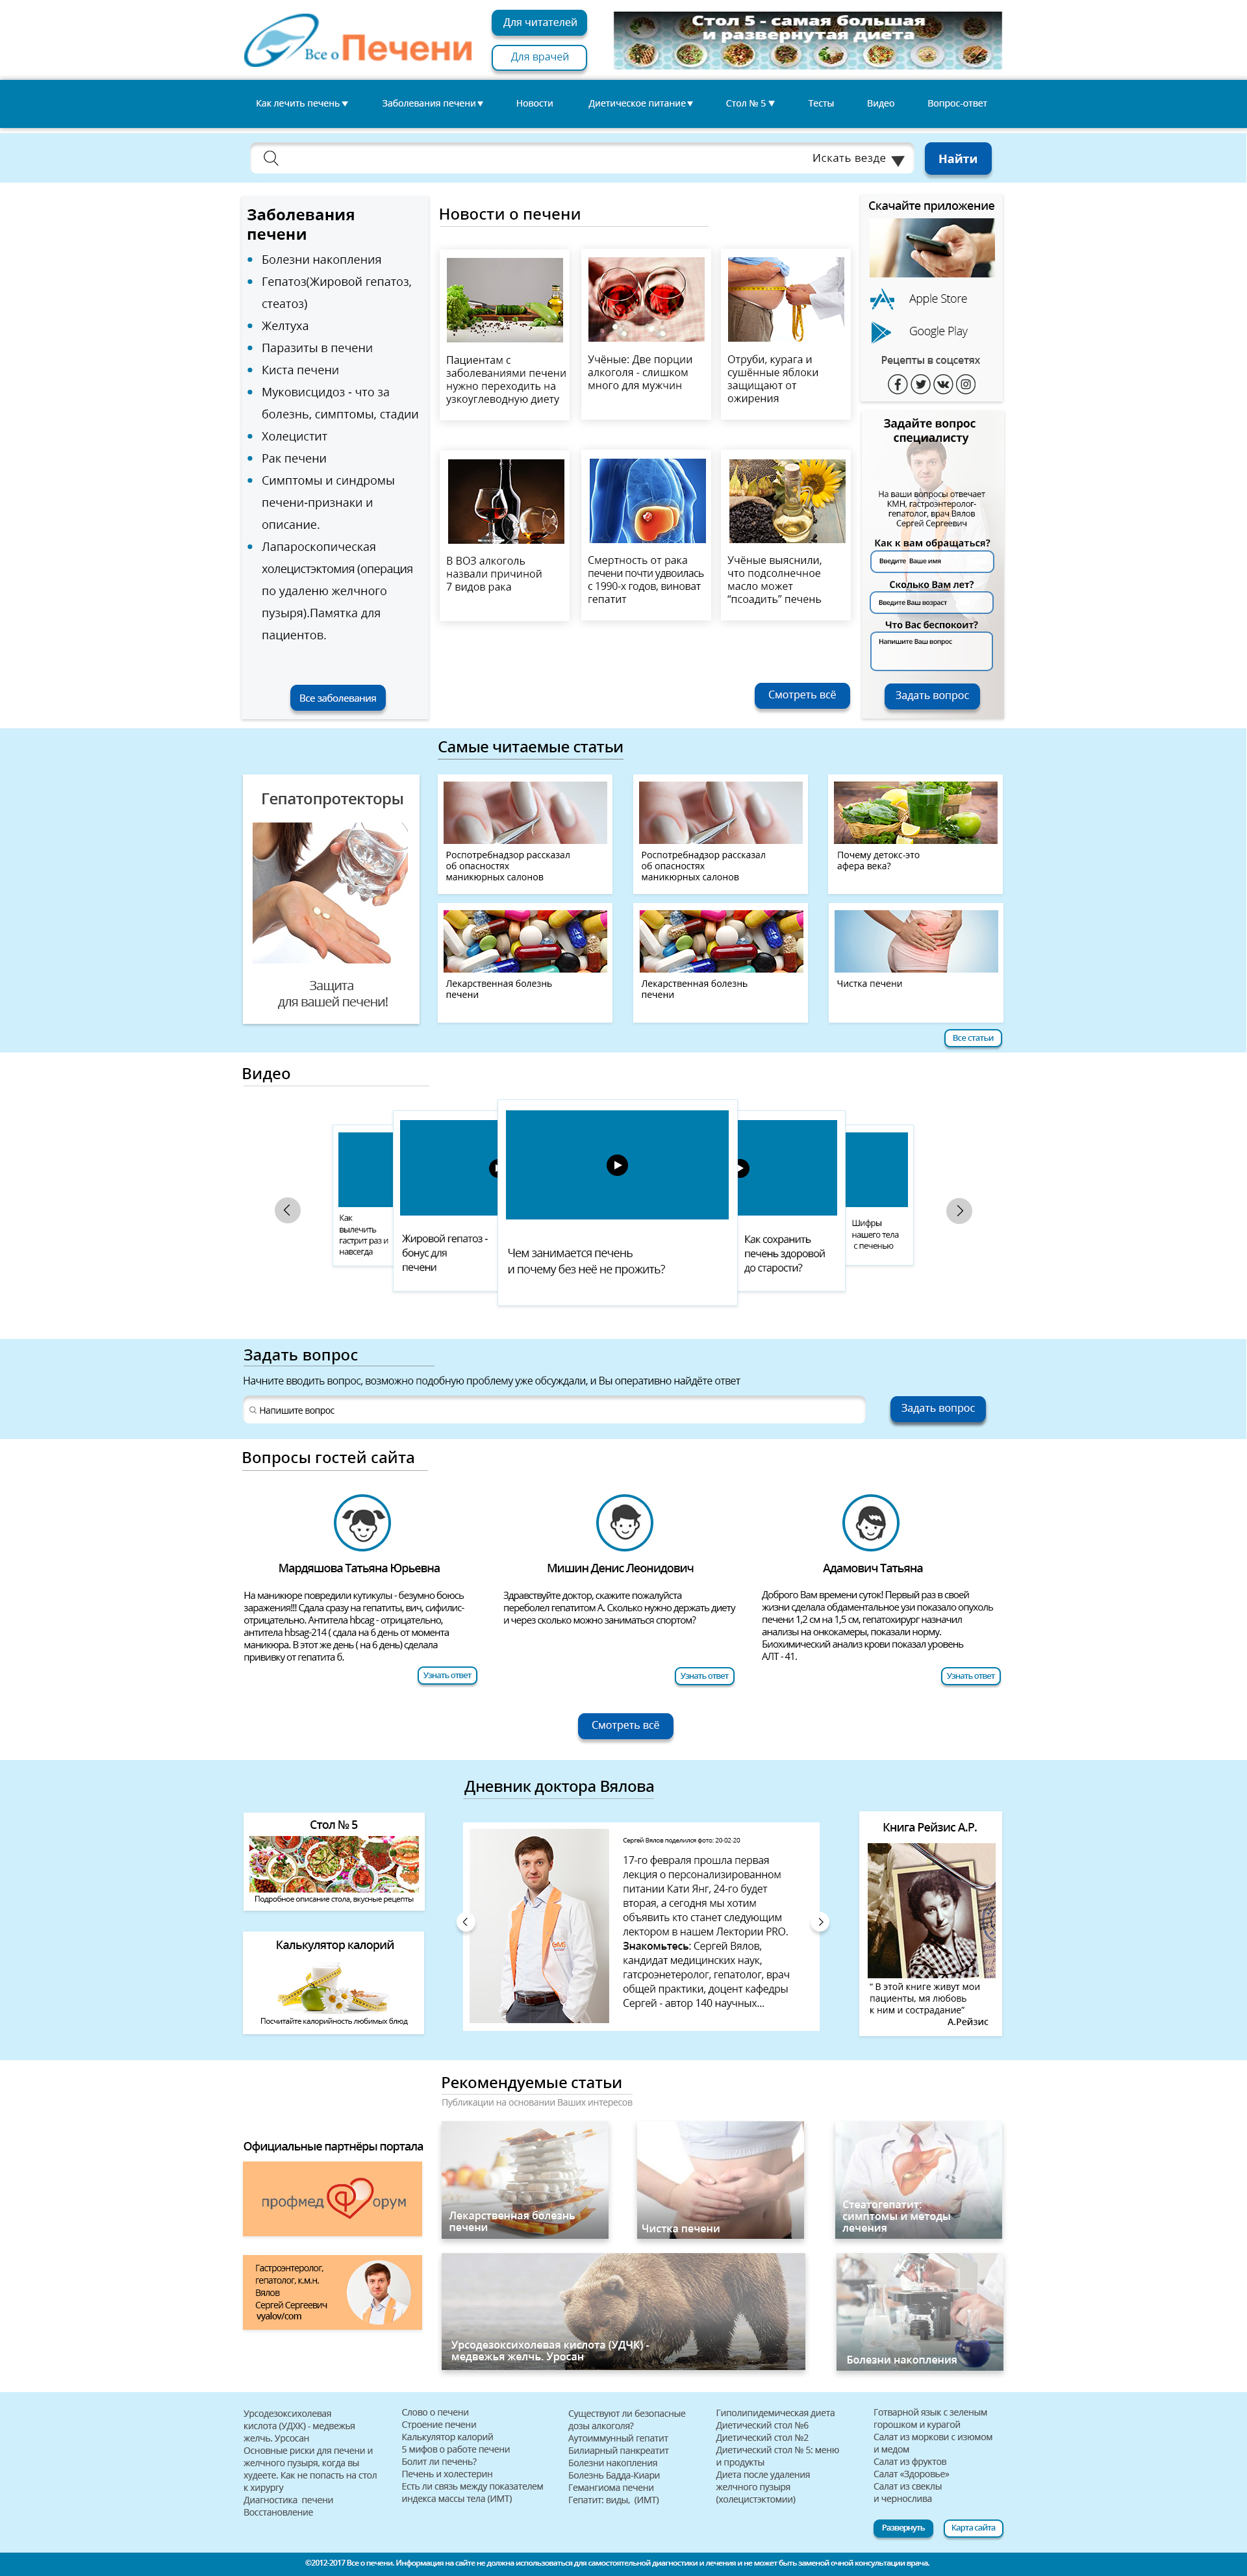 Все о Печени
Для читателей
Для врачей
Стол 5 - самая большая
и развернутая диета
Как лечить печень ▼
Заболевания печени ▼
Новости
Диетическое питание ▼
Стол № 5 ▼
Тесты
Видео
Вопрос-ответ
Искать везде ▼
Найти
Заболевания
печени
Болезни накопления
Гепатоз(Жировой гепатоз,
стеатоз)
Желтуха
Паразиты в печени
Киста печени
Муковисцидоз - что за
болезнь, симптомы, стадии
Холецистит
Рак печени
Симптомы и синдромы
печени-признаки и
описание.
Лапароскопическая
холецистэктомия (операция
по удаленю желчного
пузыря).Памятка для
пациентов.
Все заболевания
Новости о печени
Пациентам с
заболеваниями печени
нужно переходить на
узкоуглеводную диету
Учёные: Две порции
алкоголя - слишком
много для мужчин
Отруби, курага и
сушённые яблоки
защищают от
ожирения
В ВОЗ алкоголь
назвали причиной
7 видов рака
Смертность от рака
печени почти удвоилась
с 1990-х годов, виноват
гепатит
Учёные выяснили,
что подсолнечное
масло может
“псоадить” печень
Смотреть всё
Скачайте приложение
Apple Store
Google Play
Рецепты в соцсетях
Задайте вопрос
специалисту
На ваши вопросы отвечает
КМН, гастроэнтеролог-
гепатолог, врач Вялов
Сергей Сергеевич
Как к вам обращаться?
Введите Ваше имя
Сколько Вам лет?
Введите Ваш возраст
Что Вас беспокоит?
Напишите Ваш вопрос
Задать вопрос
Самые читаемые статьи
Гепатопротекторы
Защита
для вашей печени!
Роспотребнадзор рассказал
об опасностях
маникюрных салонов
Роспотребнадзор рассказал
об опасностях
маникюрных салонов
Почему детокс-это
афера века?
Лекарственная болезнь
печени
Лекарственная болезнь
печени
Чистка печени
Все статьи
Видео
Как
вылечить
гастрит раз и
навсегда
Жировой гепатоз -
бонус для
печени
Чем занимается печень
и почему без неё не прожить?
Как сохранить
печень здоровой
до старости?
Шифры
нашего тела
с печенью
Задать вопрос
Начните вводить вопрос, возможно подобную проблему уже обсуждали, и Вы оперативно найдёте ответ
Напишите вопрос
Задать вопрос
Вопросы гостей сайта
Мардяшова Татьяна Юрьевна
На маникюре повредили кутикулы - безумно боюсь
заражения!!! Сдала сразу на гепатиты, вич, сифилис-
отрицательно. Антитела hbcag - отрицательно,
антитела hbsag-214 ( сдала на 6 день от момента
маникюра. В этот же день ( на 6 день) сделала
прививку от гепатита б.
Узнать ответ
Мишин Денис Леонидович
Здравствуйте доктор, скажите пожалуйста
переболел гепатитом А. Сколько нужно держать диету
и через сколько можно заниматься спортом?
Узнать ответ
Адамович Татьяна
Доброго Вам времени суток! Первый раз в своей
жизни сделала обдаментальное узи показало опухоль
печени 1,2 см на 1,5 см, гепатохирург назначил
анализы на онкокамеры, показали норму.
Биохимический анализ крови показал уровень
АЛТ - 41.
Узнать ответ
Смотреть всё
Дневник доктора Вялова
Стол № 5
Подробное описание стола, вкусные рецепты
Калькулятор калорий
Посчитайте калорийность любимых блюд
Сергей Вялов поделился фото: 20-02-20
17-го февраля прошла первая
лекция о персонализированном
питании Кати Янг, 24-го будет
вторая, а сегодня мы хотим
объявить кто станет следующим
лектором в нашем Лектории PRO.
Знакомьтесь: Сергей Вялов,
кандидат медицинских наук,
гатсроэнетеролог, гепатолог, врач
общей практики, доцент кафедры
Сергей - автор 140 научных...
Книга Рейзис А.Р.
“ В этой книге живут мои
пациенты, мя любовь
к ним и сострадание”
А.Рейзис
Рекомендуемые статьи
Публикации на основании Ваших интересов
Официальные партнёры портала
профмед форум
Гастроэнтеролог,
гепатолог, к.м.н.
Вялов
Сергей Сергеевич
vyalov/com
Лекарственная болезнь
печени
Чистка печени
Стеатогепатит:
симптомы и методы
лечения
Урсодезоксихолевая кислота (УДЧК) -
медвежья желчь. Уросан
Болезни накопления
Урсодезоксихолевая
кислота (УДХК) - медвежья
желчь. Урсосан
Основные риски для печени и
желчного пузыря, когда вы
худеете. Как не попасть на стол
к хирургу
Диагностика печени
Восстановление
Слово о печени
Строение печени
Калькулятор калорий
5 мифов о работе печени
Болит ли печень?
Печень и холестерин
Есть ли связь между показателем
индекса массы тела (ИМТ)
Существуют ли безопасные
дозы алкоголя?
Аутоиммунный гепатит
Билиарный панкреатит
Болезни накопления
Болезнь Бадда-Киари
Гемангиома печени
Гепатит: виды, (ИМТ)
Гиполипидемическая диета
Диетический стол №6
Диетический стол №2
Диетический стол № 5: меню
и продукты
Диета после удаления
желчного пузыря
(холецистэктомии)
Готварной язык с зеленым
горошком и курагой
Салат из моркови с изюмом
и медом
Салат из фруктов
Салат «Здоровье»
Салат из свеклы
и чернослива
Развернуть
Карта сайта
©2012-2017 Все о печени. Информация на сайте не должна использоваться для самостоятельной диагностики и лечения и не может быть заменой очной консультации врача.